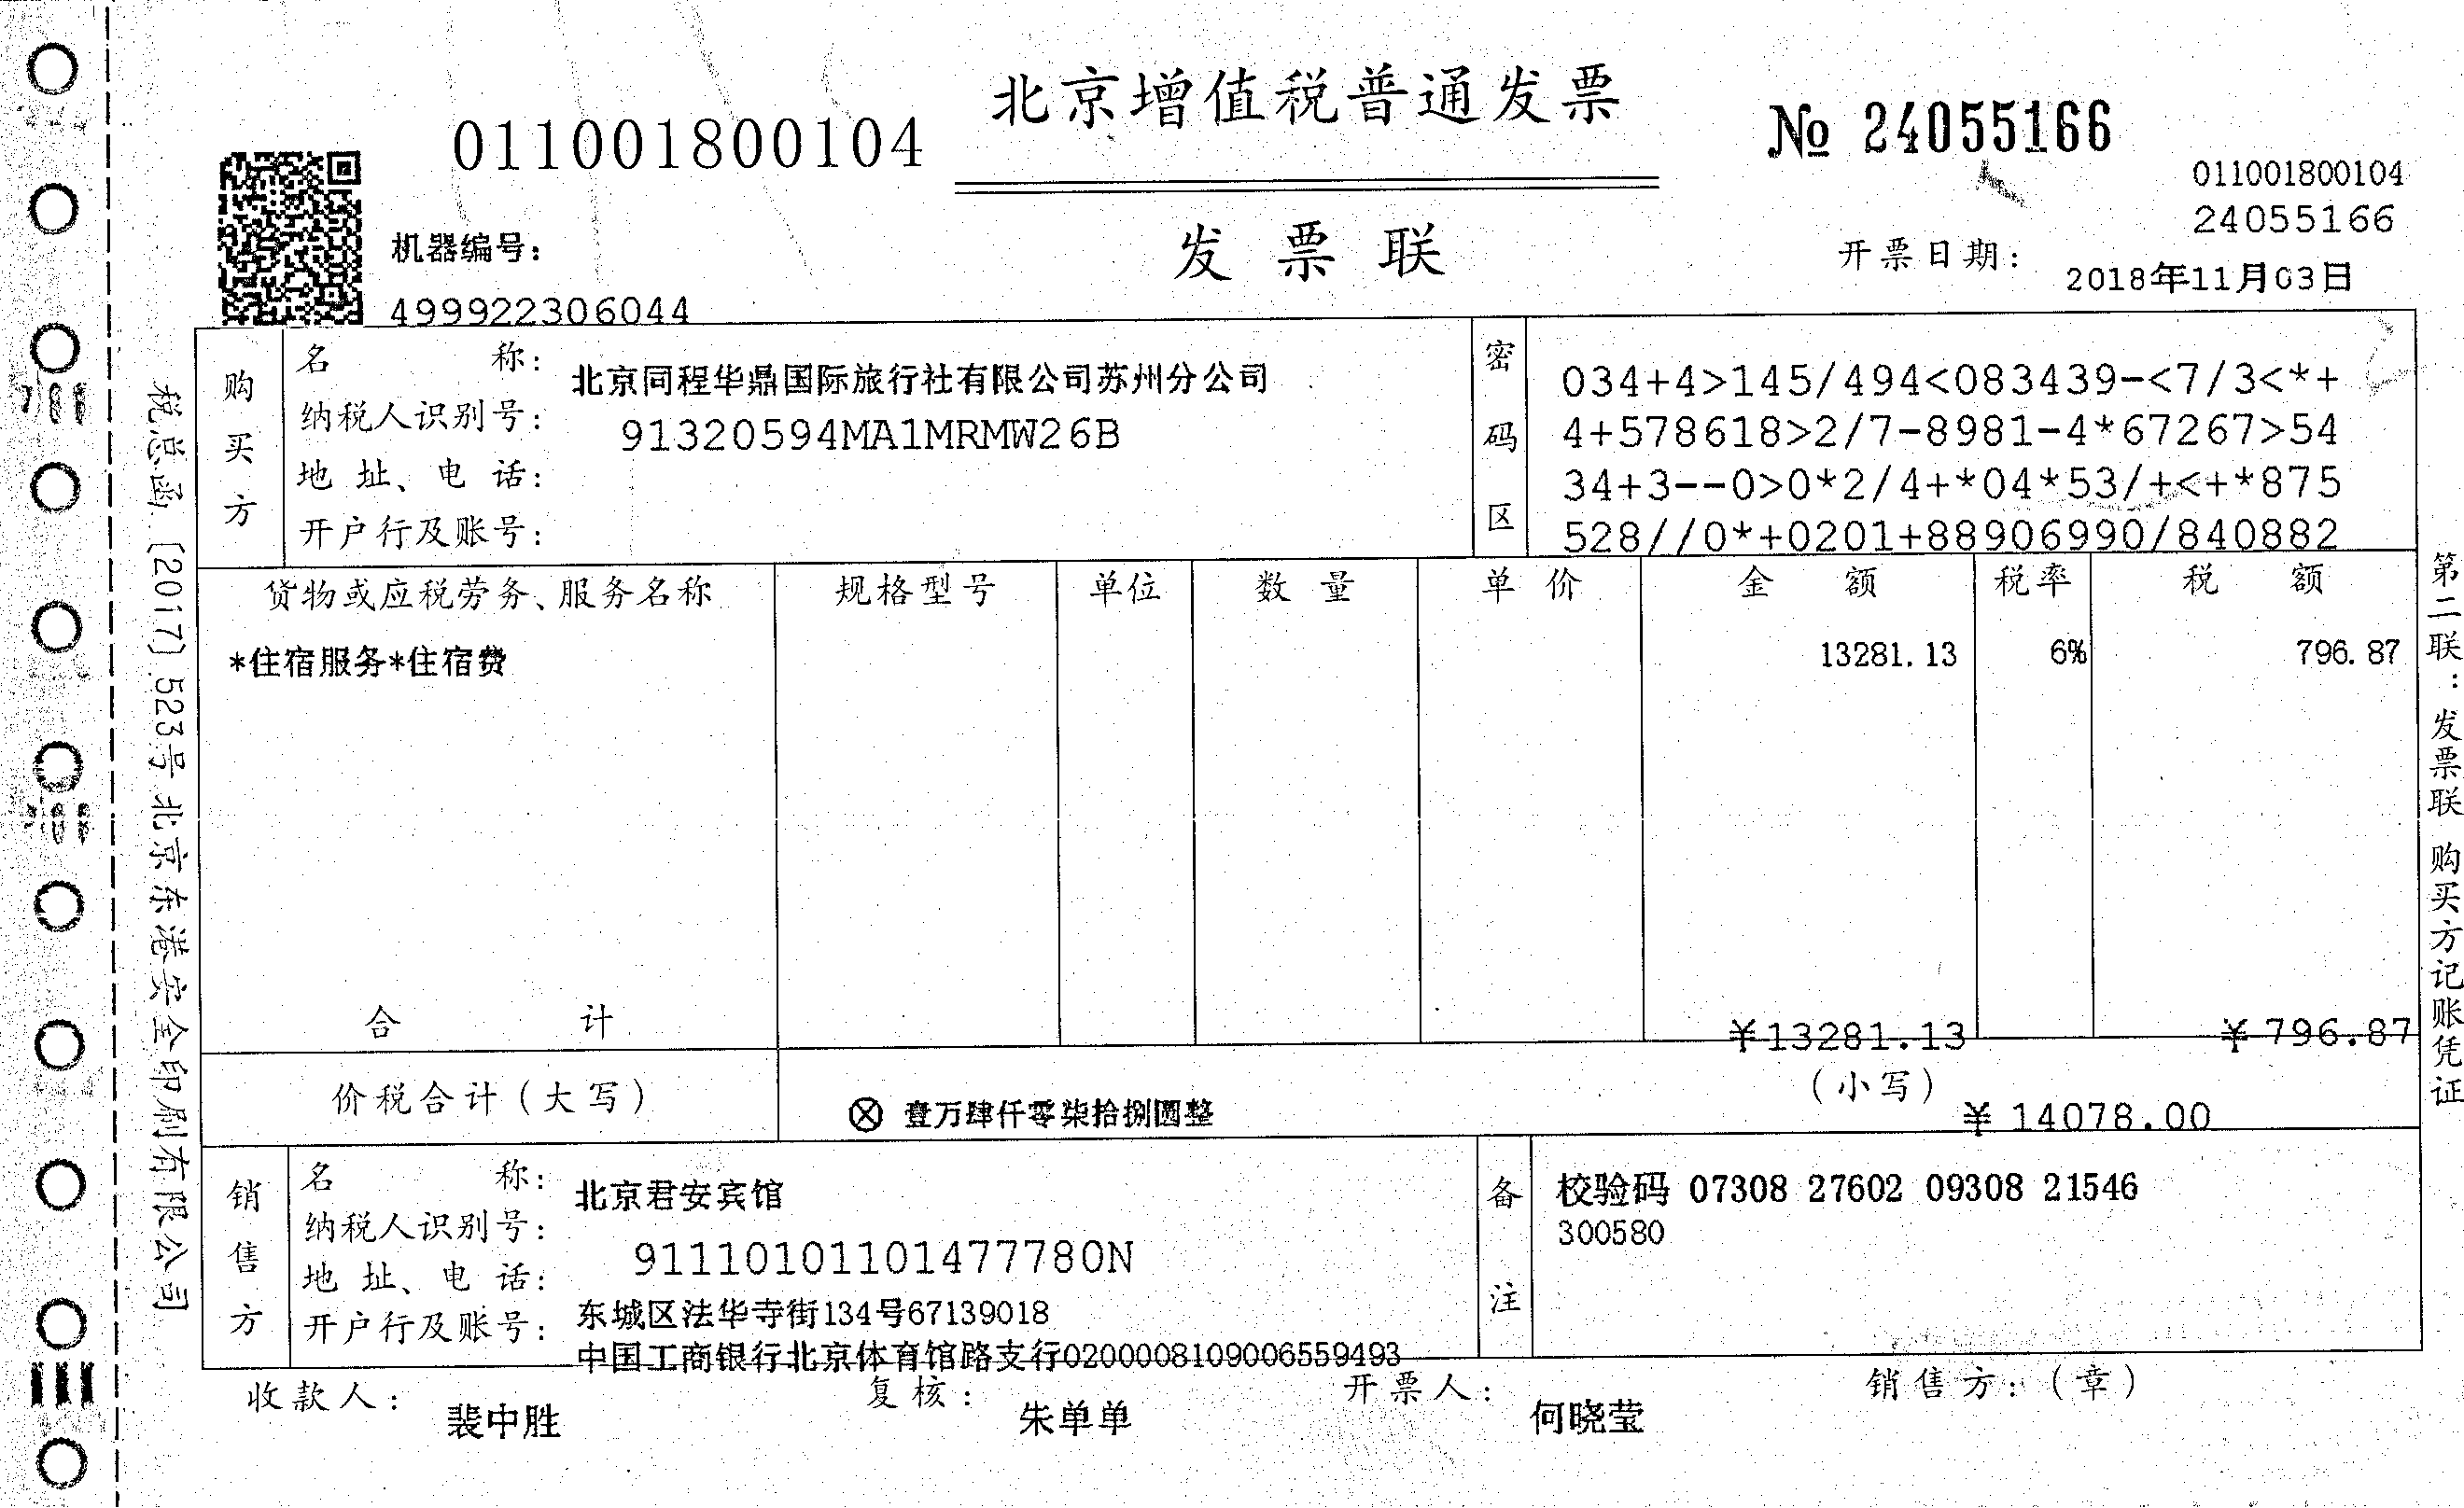 北京增值税普通发票
011001800104
№ 24055166
011001800104
24055166
机器编号：
499922306044
发票联
开票日期：
2018年11月03日
购买方
名称：
北京同程华鼎国际旅行社有限公司苏州分公司
纳税人识别号：
91320594MA1MRMW26B
地址、电话：
开户行及账号：
密码区
034+4>145/494<083439-<7/3<*+
4+578618>2/7-8981-4*67267>54
34+3--0>0*2/4+*04*53/+<+*875
528//0*+0201+88906990/840882
货物或应税劳务、服务名称 规格型号 单位 数量 单价 金额 税率 税额
*住宿服务*住宿费 13281.13 6% 796.87
合计 ¥13281.13 ¥796.87
价税合计（大写） ⊗ 壹万肆仟零柒拾捌圆整 （小写） ¥14078.00
销售方
名称：
北京君安宾馆
纳税人识别号：
91110101101477780N
地址、电话：
东城区法华寺街134号67139018
开户行及账号：
中国工商银行北京体育馆路支行0200008109006559493
备注
校验码 07308 27602 09308 21546
300580
收款人：裴中胜 复核：朱单单 开票人：何晓莹 销售方：（章）
税总函〔2017〕523号北京东港安全印刷有限公司
第二联：发票联 购买方记账凭证